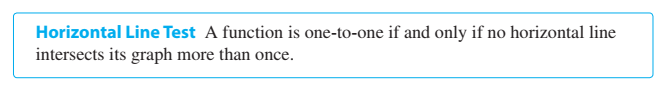 Horizontal Line Test A function is one-to-one if and only if no horizontal line
intersects its graph more than once.